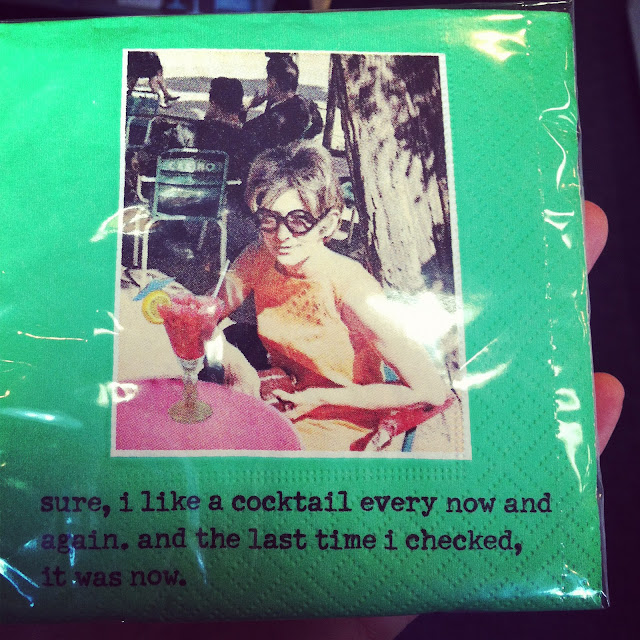 sure, i like a cocktail every now and
again. and the last time i checked,
it was now.